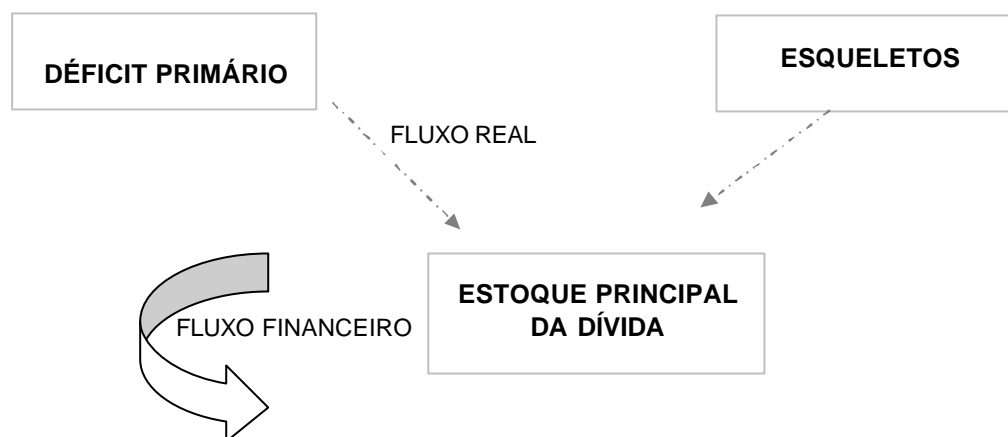 DÉFICIT PRIMÁRIO
ESQUELETOS
FLUXO REAL
ESTOQUE PRINCIPAL
DA DÍVIDA
FLUXO FINANCEIRO